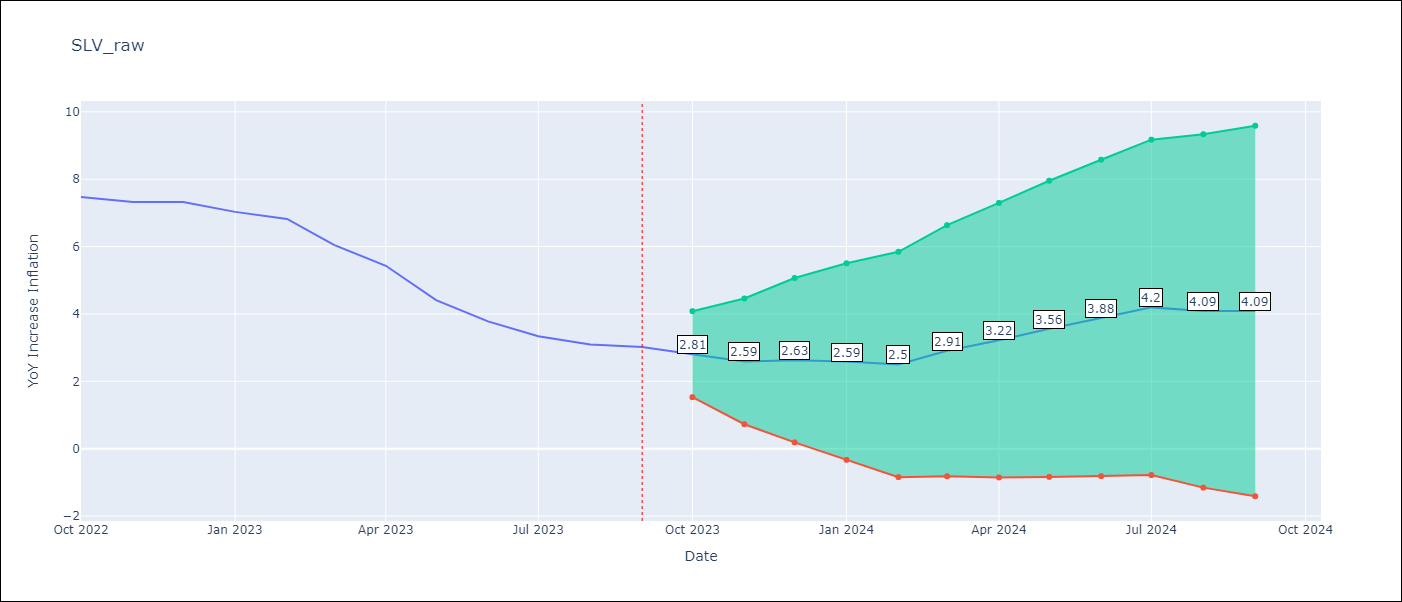 SLV_raw
YoY Increase Inflation
10
8
6
4
2
0
−2
2.81
2.59
2.63
2.59
2.5
2.91
3.22
3.56
3.88
4.2
4.09
4.09
Oct 2022
Jan 2023
Apr 2023
Jul 2023
Oct 2023
Jan 2024
Apr 2024
Jul 2024
Oct 2024
Date